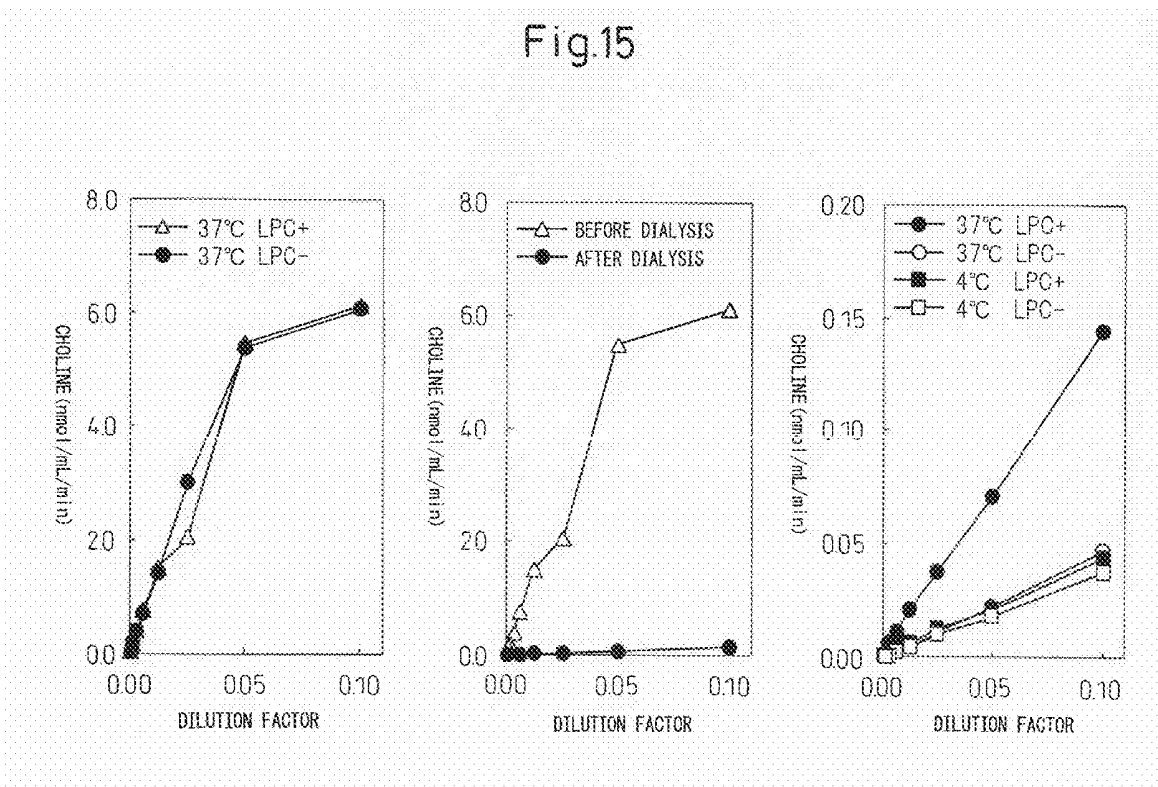 Fig.15
8.0
6.0
4.0
2.0
0.0
CHOLINE (nmol/mL/min)
37℃ LPC+
37℃ LPC-
0.00
0.05
0.10
DILUTION FACTOR
8.0
6.0
4.0
2.0
0.0
CHOLINE (nmol/mL/min)
BEFORE DIALYSIS
AFTER DIALYSIS
0.00
0.05
0.10
DILUTION FACTOR
0.20
0.15
0.10
0.05
0.00
CHOLINE (nmol/mL/min)
37℃ LPC+
37℃ LPC-
4℃ LPC+
4℃ LPC-
0.00
0.05
0.10
DILUTION FACTOR